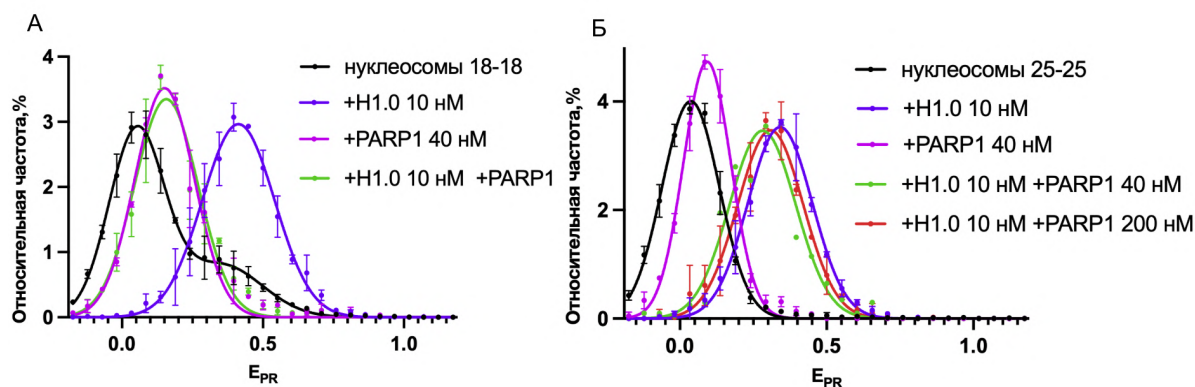 А
Относительная частота,%
4
3
2
1
0
0.0
0.5
1.0
E_PR
нуклеосомы 18-18
+H1.0 10 нМ
+PARP1 40 нМ
+H1.0 10 нМ +PARP1
Б
Относительная частота,%
4
2
0
0.0
0.5
1.0
E_PR
нуклеосомы 25-25
+H1.0 10 нМ
+PARP1 40 нМ
+H1.0 10 нМ +PARP1 40 нМ
+H1.0 10 нМ +PARP1 200 нМ